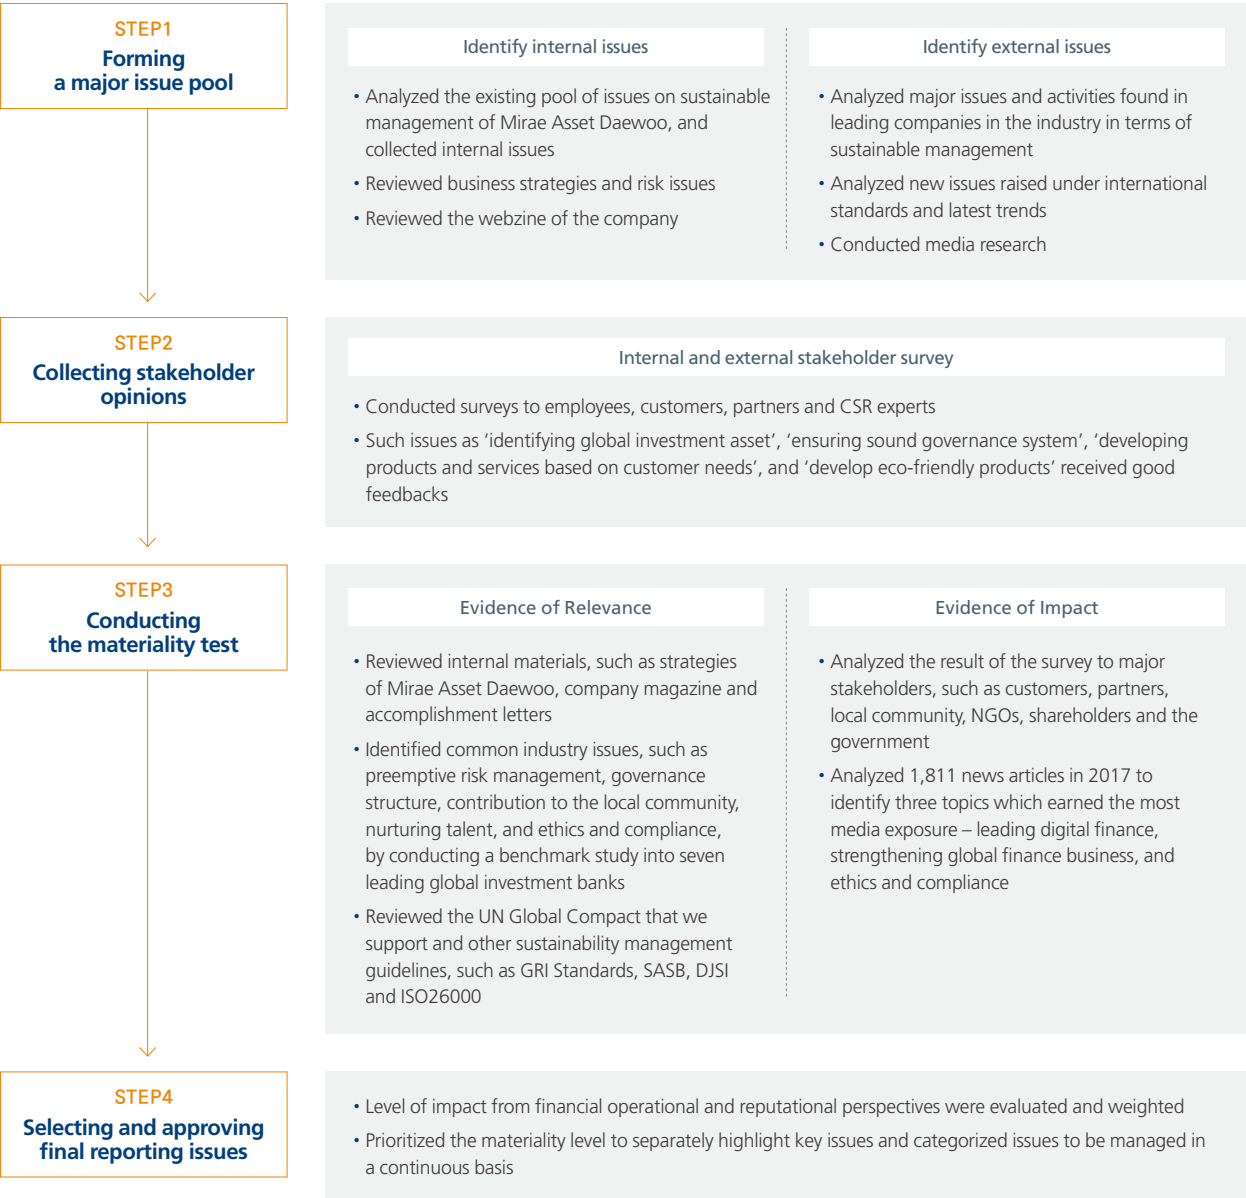 STEP1
Forming
a major issue pool
Identify internal issues
• Analyzed the existing pool of issues on sustainable
management of Mirae Asset Daewoo, and
collected internal issues
• Reviewed business strategies and risk issues
• Reviewed the webzine of the company
Identify external issues
• Analyzed major issues and activities found in
leading companies in the industry in terms of
sustainable management
• Analyzed new issues raised under international
standards and latest trends
• Conducted media research
STEP2
Collecting stakeholder
opinions
Internal and external stakeholder survey
• Conducted surveys to employees, customers, partners and CSR experts
• Such issues as ‘identifying global investment asset’, ‘ensuring sound governance system’, ‘developing
products and services based on customer needs’, and ‘develop eco-friendly products’ received good
feedbacks
STEP3
Conducting
the materiality test
Evidence of Relevance
• Reviewed internal materials, such as strategies
of Mirae Asset Daewoo, company magazine and
accomplishment letters
• Identified common industry issues, such as
preemptive risk management, governance
structure, contribution to the local community,
nurturing talent, and ethics and compliance,
by conducting a benchmark study into seven
leading global investment banks
• Reviewed the UN Global Compact that we
support and other sustainability management
guidelines, such as GRI Standards, SASB, DJSI
and ISO26000
Evidence of Impact
• Analyzed the result of the survey to major
stakeholders, such as customers, partners,
local community, NGOs, shareholders and the
government
• Analyzed 1,811 news articles in 2017 to
identify three topics which earned the most
media exposure – leading digital finance,
strengthening global finance business, and
ethics and compliance
STEP4
Selecting and approving
final reporting issues
• Level of impact from financial operational and reputational perspectives were evaluated and weighted
• Prioritized the materiality level to separately highlight key issues and categorized issues to be managed in
a continuous basis